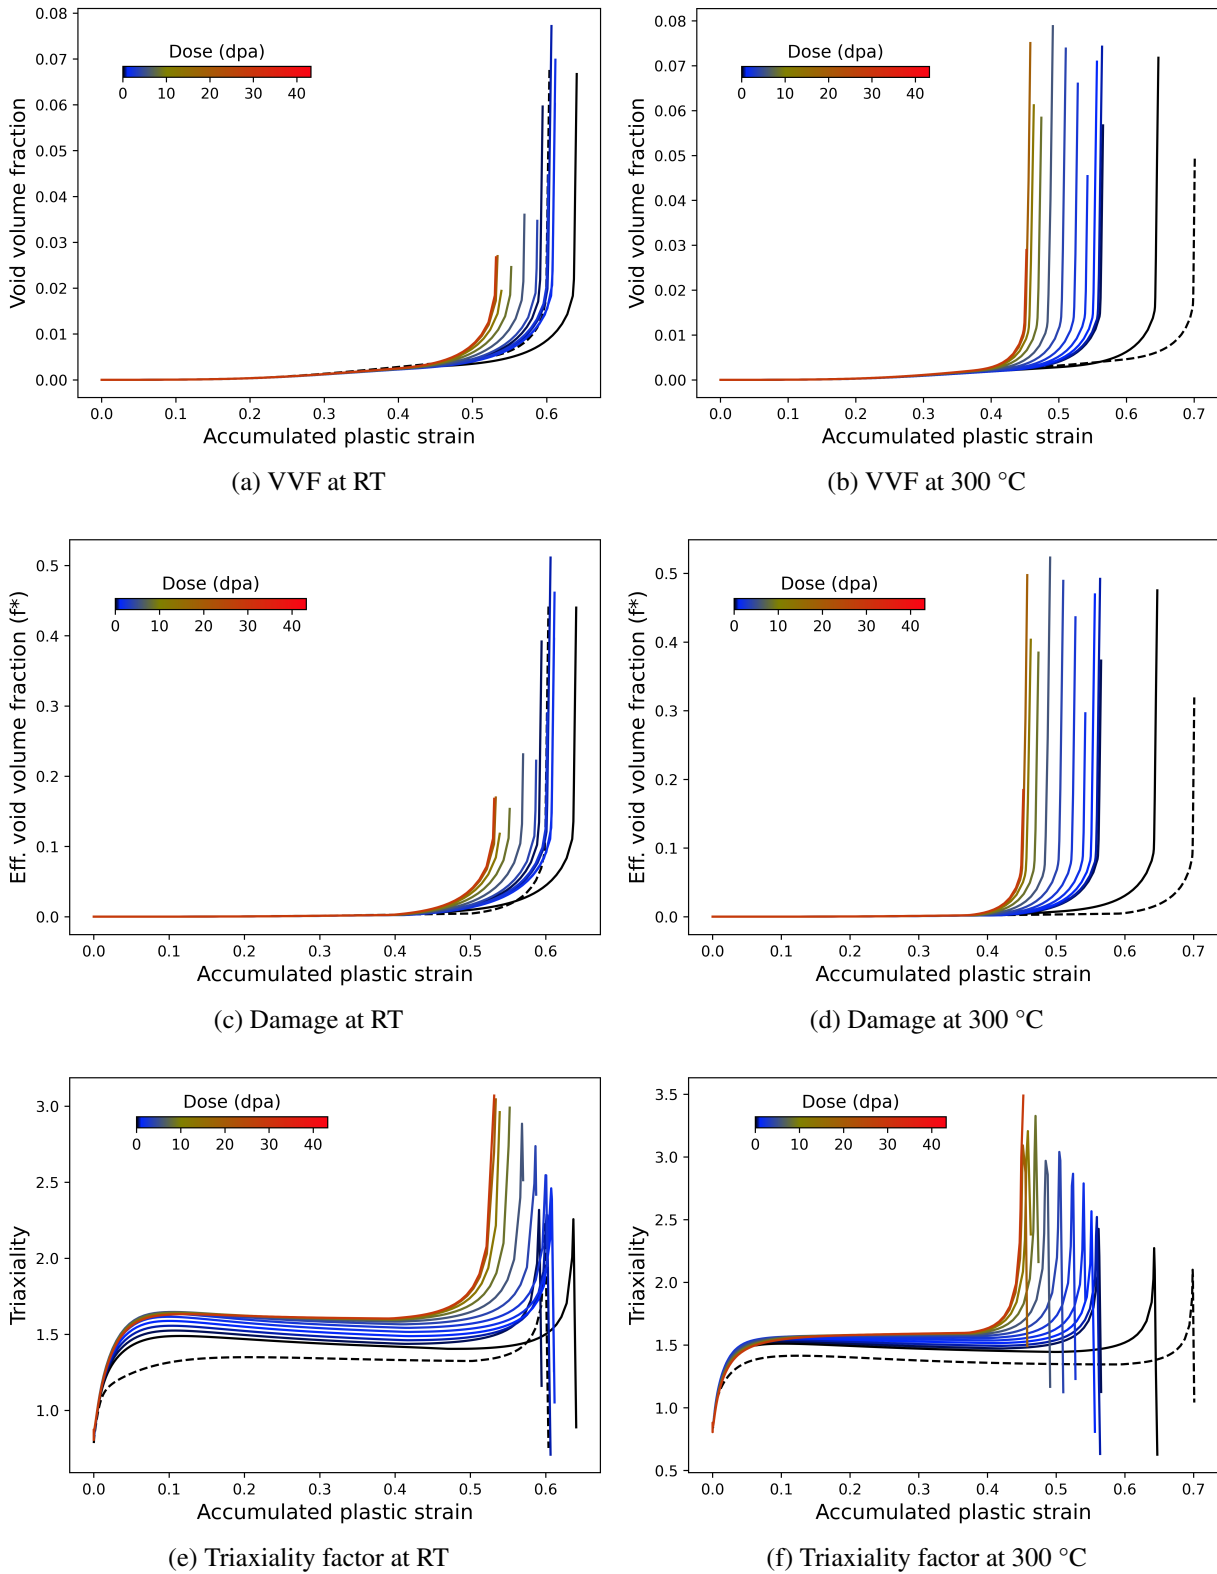 Void volume fraction
0.08
0.07
0.06
0.05
0.04
0.03
0.02
0.01
0.00
Dose (dpa)
0 10 20 30 40
0.0 0.1 0.2 0.3 0.4 0.5 0.6
Accumulated plastic strain
(a) VVF at RT
Void volume fraction
0.08
0.07
0.06
0.05
0.04
0.03
0.02
0.01
0.00
Dose (dpa)
0 10 20 30 40
0.0 0.1 0.2 0.3 0.4 0.5 0.6 0.7
Accumulated plastic strain
(b) VVF at 300 °C
Eff. void volume fraction (f*)
0.5
0.4
0.3
0.2
0.1
0.0
Dose (dpa)
0 10 20 30 40
0.0 0.1 0.2 0.3 0.4 0.5 0.6
Accumulated plastic strain
(c) Damage at RT
Eff. void volume fraction (f*)
0.5
0.4
0.3
0.2
0.1
0.0
Dose (dpa)
0 10 20 30 40
0.0 0.1 0.2 0.3 0.4 0.5 0.6 0.7
Accumulated plastic strain
(d) Damage at 300 °C
Triaxiality
3.0
2.5
2.0
1.5
1.0
Dose (dpa)
0 10 20 30 40
0.0 0.1 0.2 0.3 0.4 0.5 0.6
Accumulated plastic strain
(e) Triaxiality factor at RT
Triaxiality
3.5
3.0
2.5
2.0
1.5
1.0
0.5
Dose (dpa)
0 10 20 30 40
0.0 0.1 0.2 0.3 0.4 0.5 0.6 0.7
Accumulated plastic strain
(f) Triaxiality factor at 300 °C